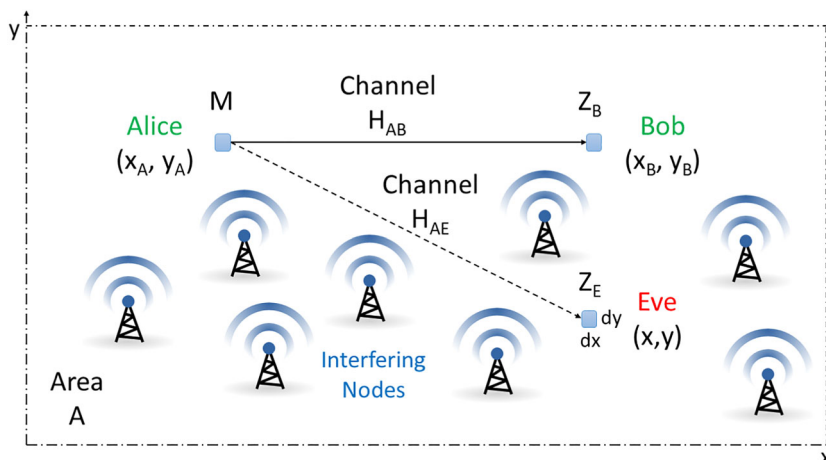 y
Channel
M
Z_B
H_AB
Alice
Bob
(x_A, y_A)
(x_B, y_B)
Channel
H_AE
Z_E
Eve
dy
(x,y)
dx
Interfering
Nodes
Area
A
x